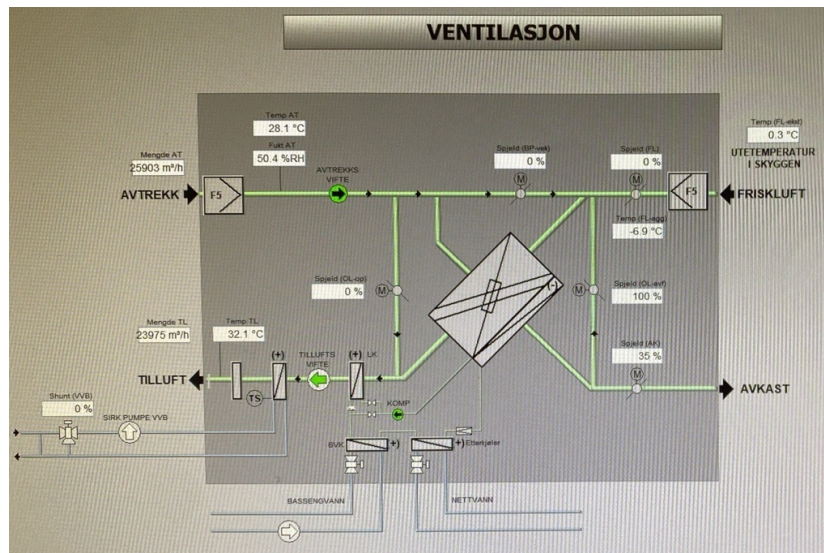 VENTILASJON
Temp AT
28.1 °C
Fukt AT
50.4 %RH
Mengde AT
25903 m³/h
AVTREKK
F5
AVTREKKS
VIFTE
Spjeld (BP-vek)
0 %
M
Spjeld (FL)
0 %
M
F5
Temp (FL-ekst)
0.3 °C
UTETEMPERATUR
I SKYGGEN
FRISKLUFT
Temp (FL-agg)
-6.9 °C
Spjeld (OL-op)
0 %
M
(-)
M
Spjeld (OL-avf)
100 %
Mengde TL
23975 m³/h
Temp TL
32.1 °C
TILLUFT
(+)
TILLUFTS
VIFTE
(+) LK
TS
Spjeld (AK)
35 %
M
AVKAST
Shunt (VVB)
0 %
SIRK PUMPE VVB
KOMP
BVK
(+)
(+) Etterkjøler
BASSENGVANN
NETTVANN